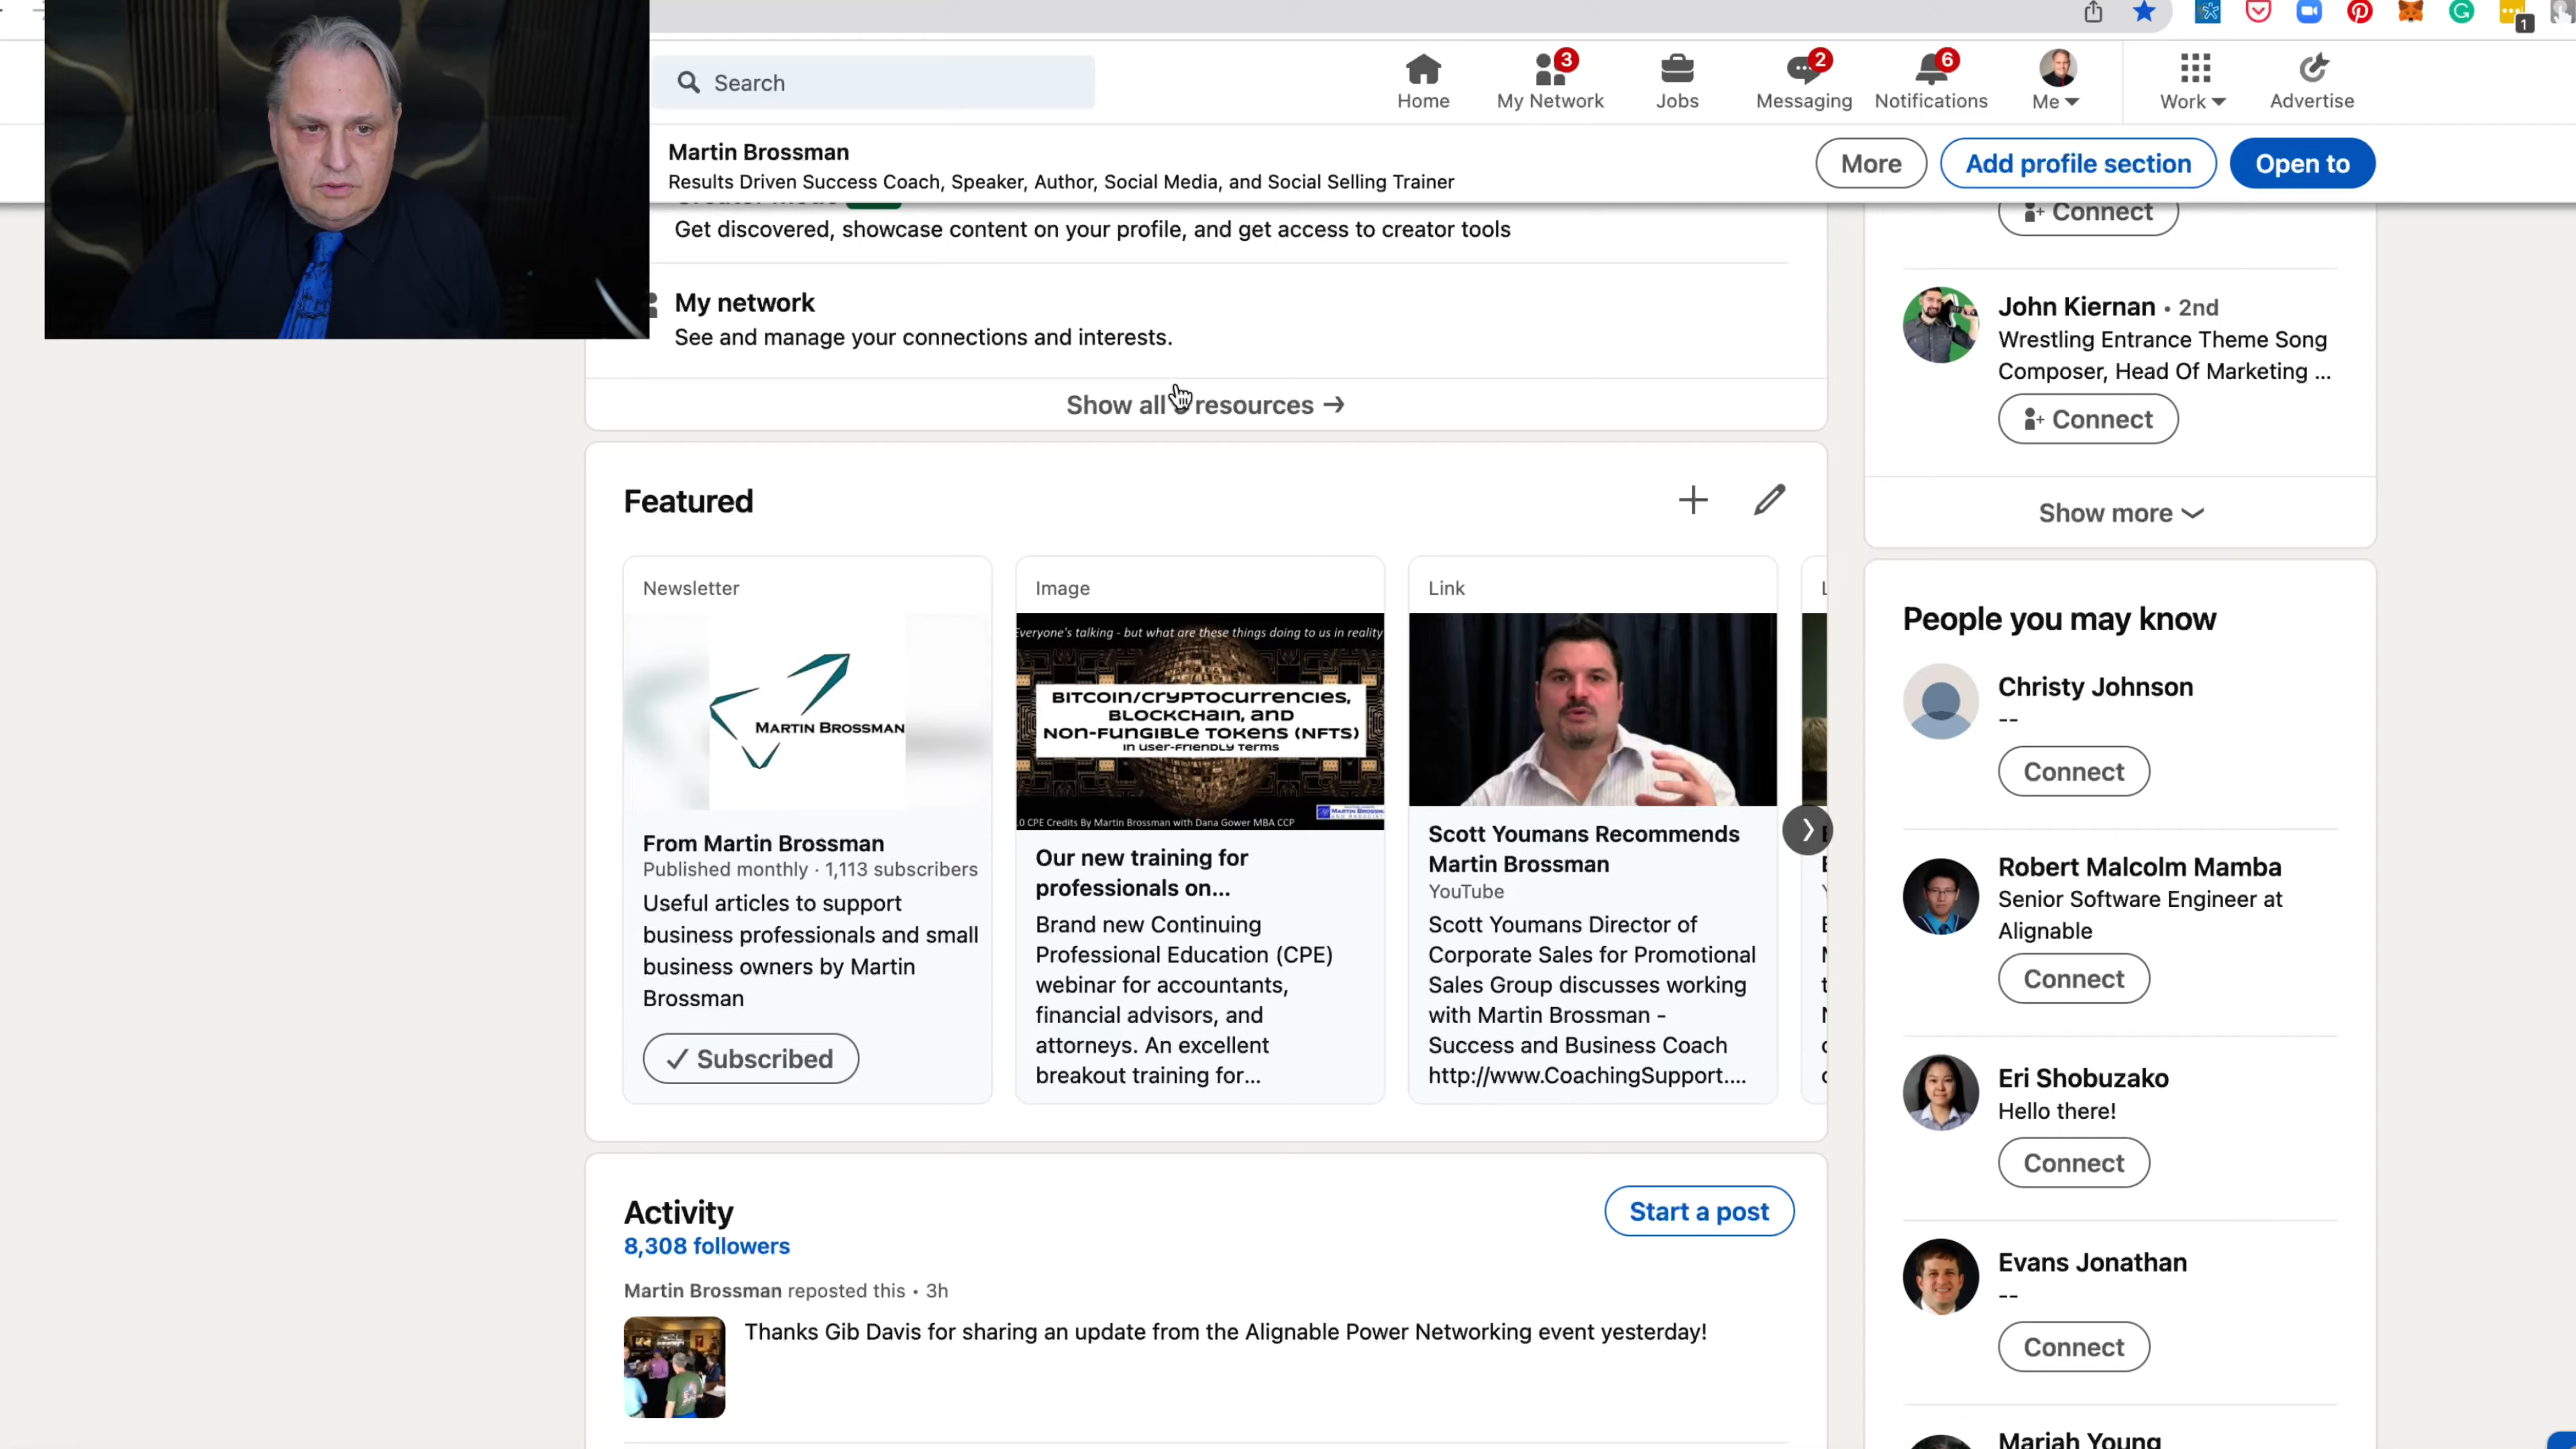 1
Search
Home
3
My Network
Jobs
2
Messaging
6
Notifications
Me
Work
Advertise
Martin Brossman
Results Driven Success Coach, Speaker, Author, Social Media, and Social Selling Trainer
More
Add profile section
Open to
Get discovered, showcase content on your profile, and get access to creator tools
My network
See and manage your connections and interests.
Show all resources
Featured
Newsletter
MARTIN BROSSMAN
From Martin Brossman
Published monthly · 1,113 subscribers
Useful articles to support
business professionals and small
business owners by Martin
Brossman
Subscribed
Image
Everyone's talking - but what are these things doing to us in reality
BITCOIN/CRYPTOCURRENCIES,
BLOCKCHAIN, AND
NON-FUNGIBLE TOKENS (NFTS)
IN USER-FRIENDLY TERMS
.0 CPE Credits By Martin Brossman with Dana Gower MBA CCP
Our new training for
professionals on...
Brand new Continuing
Professional Education (CPE)
webinar for accountants,
financial advisors, and
attorneys. An excellent
breakout training for...
Link
Scott Youmans Recommends
Martin Brossman
YouTube
Scott Youmans Director of
Corporate Sales for Promotional
Sales Group discusses working
with Martin Brossman -
Success and Business Coach
http://www.CoachingSupport....
Activity
8,308 followers
Start a post
Martin Brossman reposted this • 3h
Thanks Gib Davis for sharing an update from the Alignable Power Networking event yesterday!
Connect
John Kiernan • 2nd
Wrestling Entrance Theme Song
Composer, Head Of Marketing ...
Connect
Show more
People you may know
Christy Johnson
--
Connect
Robert Malcolm Mamba
Senior Software Engineer at
Alignable
Connect
Eri Shobuzako
Hello there!
Connect
Evans Jonathan
--
Connect
Mariah Young